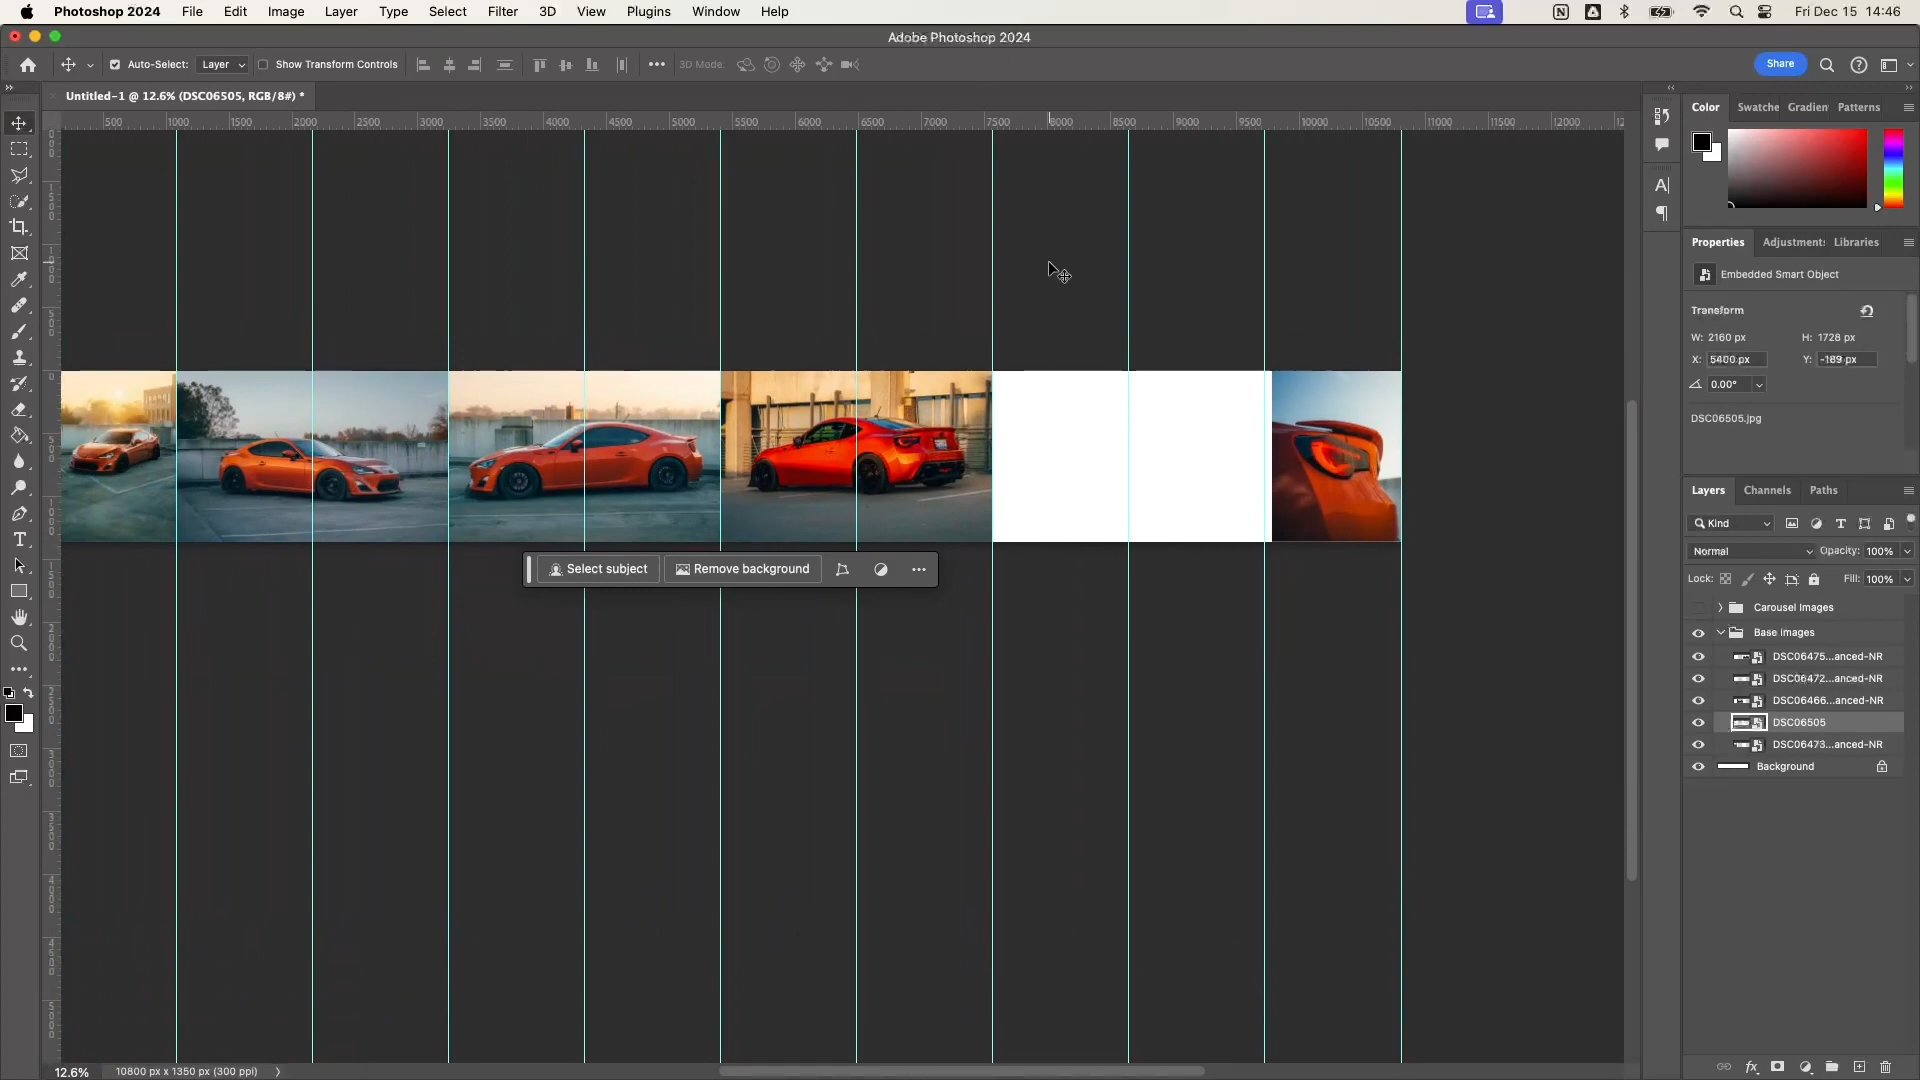 Photoshop 2024 File Edit Image Layer Type Select Filter 3D View Plugins Window Help Fri Dec 15 14:46
Adobe Photoshop 2024
Auto-Select: Layer Show Transform Controls 3D Mode: Share
Untitled-1 @ 12.6% (DSC06505, RGB/8#) *
500 1000 1500 2000 2500 3000 3500 4000 4500 5000 5500 6000 6500 7000 7500 8000 8500 9000 9500 10000 10500 11000 11500 12000
Color Swatche Gradien Patterns
Properties Adjustment Libraries
Embedded Smart Object
Transform
W: 2160 px H: 1728 px
X: 5400 px Y: -189 px
0.00°
DSC06505.jpg
Select subject Remove background
Layers Channels Paths
Kind
Normal Opacity: 100%
Lock: Fill: 100%
Carousel Images
Base images
DSC06475...anced-NR
DSC06472...anced-NR
DSC06466...anced-NR
DSC06505
DSC06473...anced-NR
Background
12.6% 10800 px x 1350 px (300 ppi)